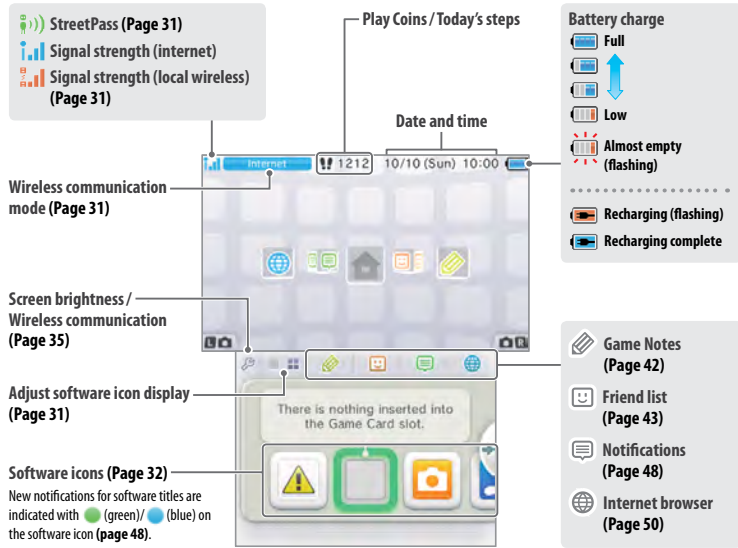 StreetPass (Page 31)
Signal strength (internet)
Signal strength (local wireless)
(Page 31)
Play Coins / Today's steps
Date and time
Battery charge
Full
Low
Almost empty
(flashing)
Recharging (flashing)
Recharging complete
Internet
1212
10/10 (Sun) 10:00
Wireless communication
mode (Page 31)
L
R
Screen brightness /
Wireless communication
(Page 35)
Adjust software icon display
(Page 31)
There is nothing inserted into
the Game Card slot.
Software icons (Page 32)
New notifications for software titles are
indicated with (green)/ (blue) on
the software icon (page 48).
Game Notes
(Page 42)
Friend list
(Page 43)
Notifications
(Page 48)
Internet browser
(Page 50)